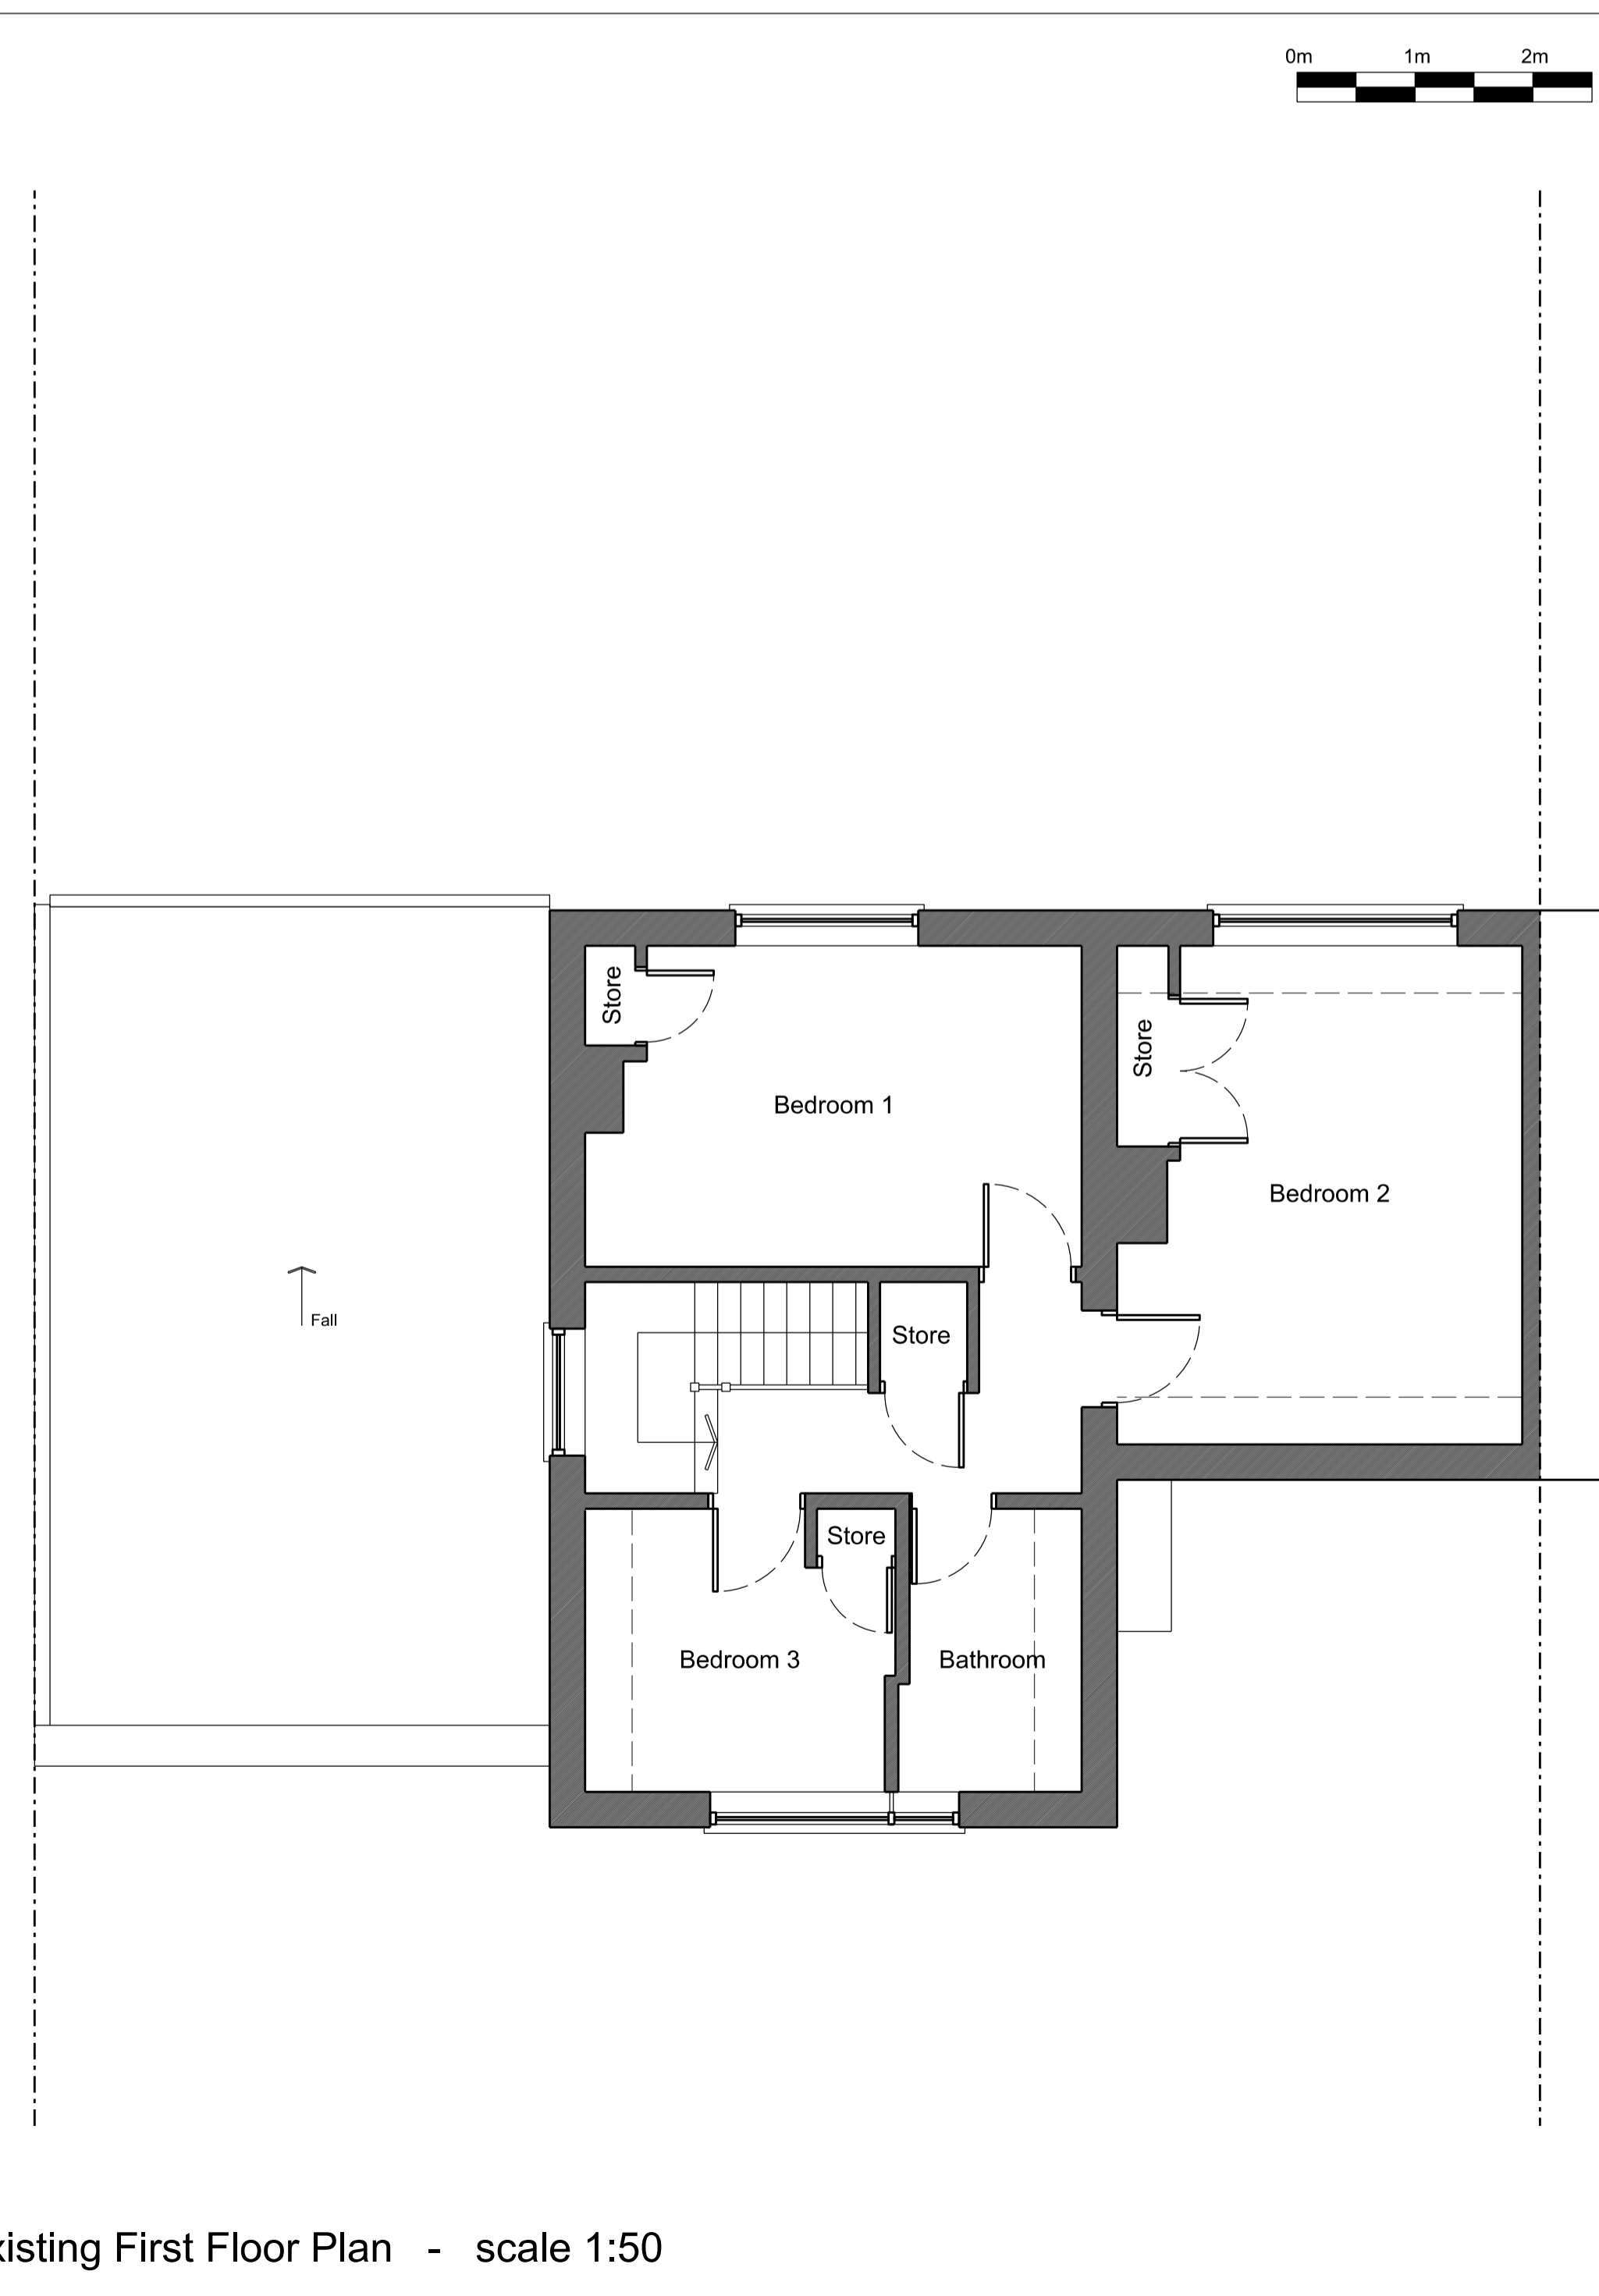 0m 1m 2m
Store
Store
Bedroom 1
Bedroom 2
Fall
Store
Store
Bedroom 3
Bathroom
xisting First Floor Plan - scale 1:50